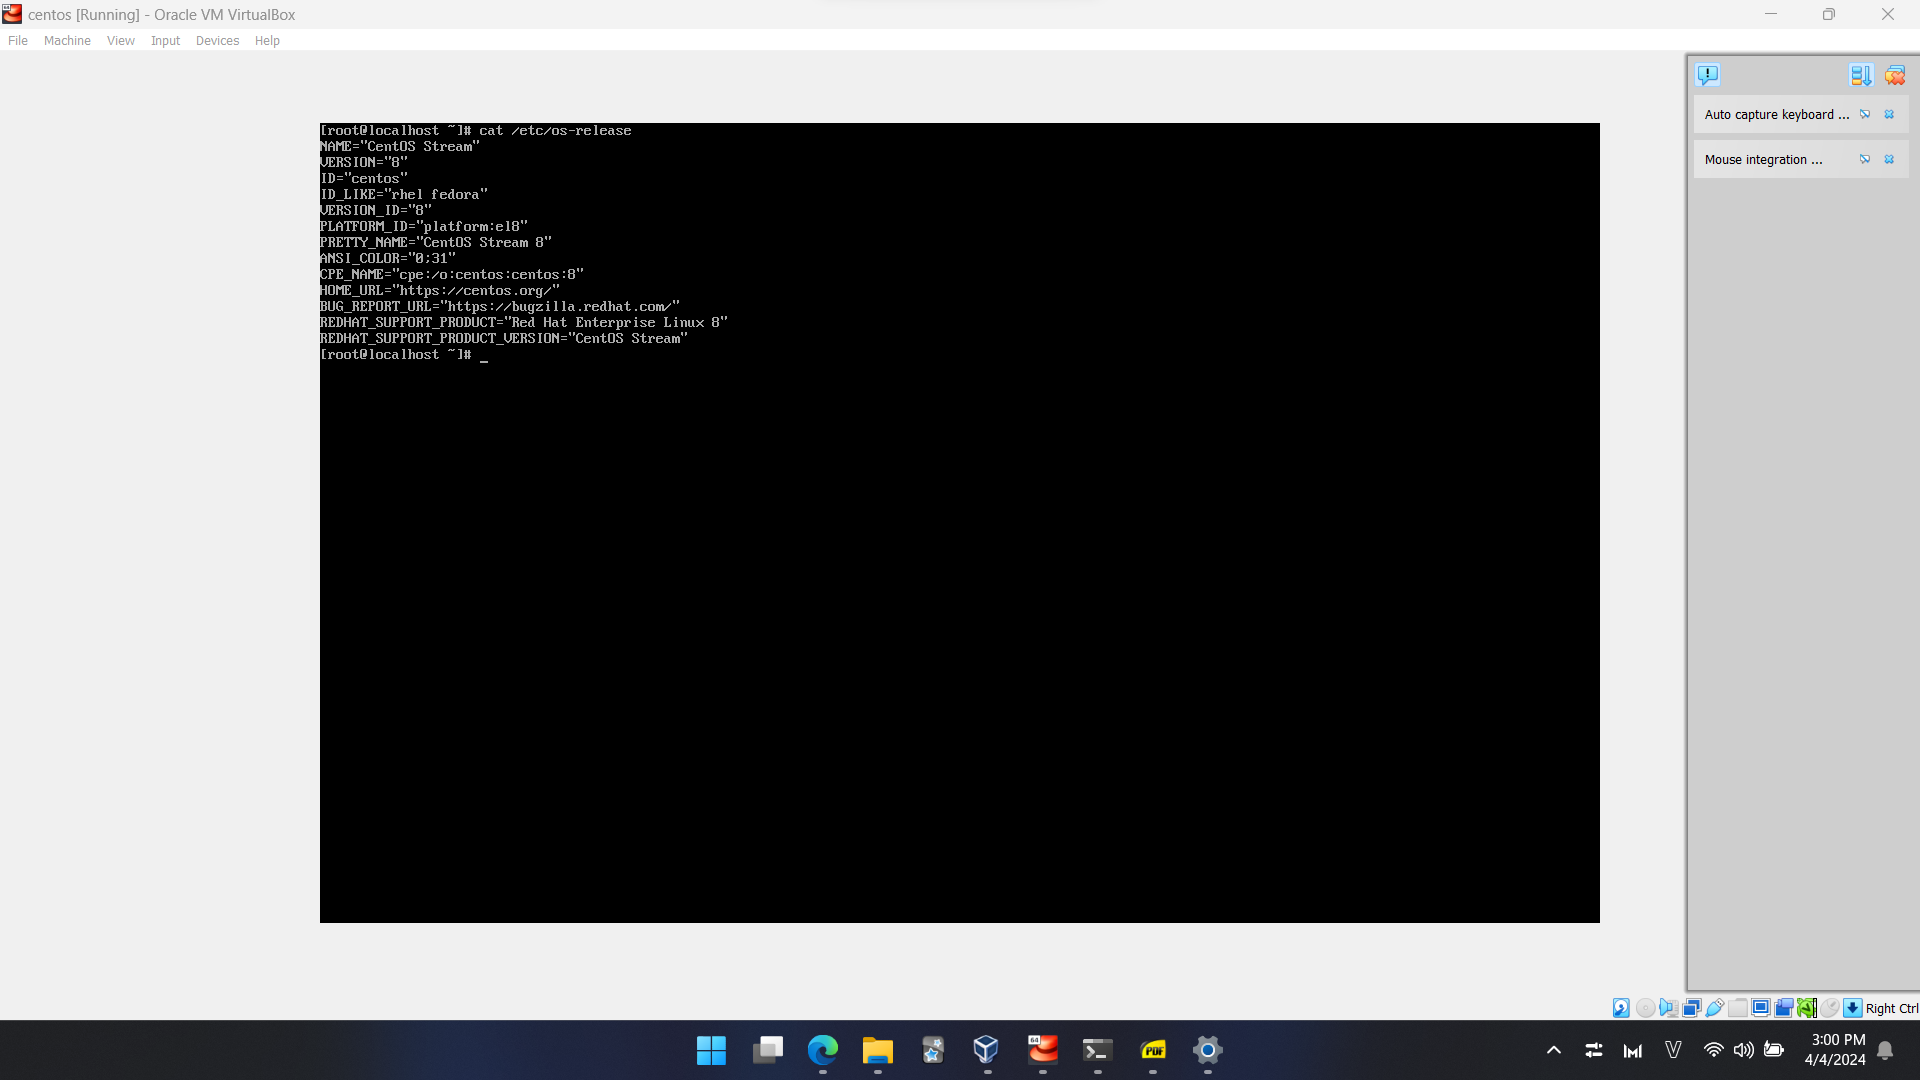 centos [Running] - Oracle VM VirtualBox
File Machine View Input Devices Help
[root@localhost ~]# cat /etc/os-release
NAME="CentOS Stream"
VERSION="8"
ID="centos"
ID_LIKE="rhel fedora"
VERSION_ID="8"
PLATFORM_ID="platform:el8"
PRETTY_NAME="CentOS Stream 8"
ANSI_COLOR="0;31"
CPE_NAME="cpe:/o:centos:centos:8"
HOME_URL="https://centos.org/"
BUG_REPORT_URL="https://bugzilla.redhat.com/"
REDHAT_SUPPORT_PRODUCT="Red Hat Enterprise Linux 8"
REDHAT_SUPPORT_PRODUCT_VERSION="CentOS Stream"
[root@localhost ~]# _
Auto capture keyboard ...
Mouse integration ...
Right Ctrl
64
PDF
3:00 PM
4/4/2024